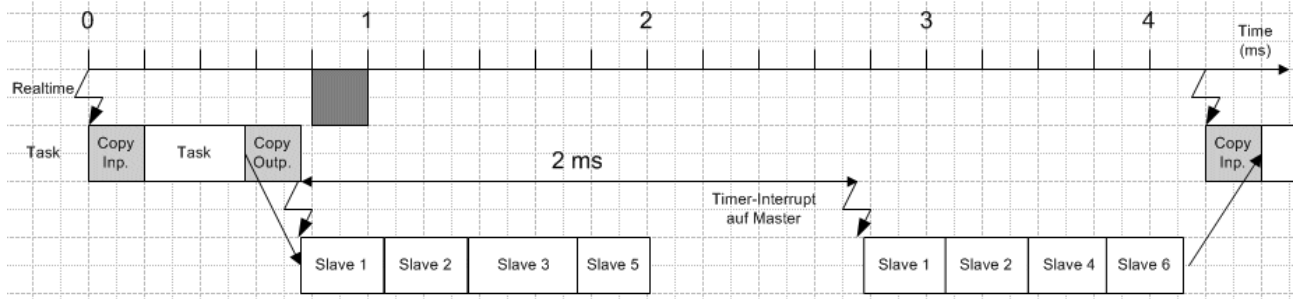 0 1 2 3 4
Time
(ms)
Realtime
Task
Copy
Inp.
Task
Copy
Outp.
2 ms
Copy
Inp.
Timer-Interrupt
auf Master
Slave 1 Slave 2 Slave 3 Slave 5 Slave 1 Slave 2 Slave 4 Slave 6